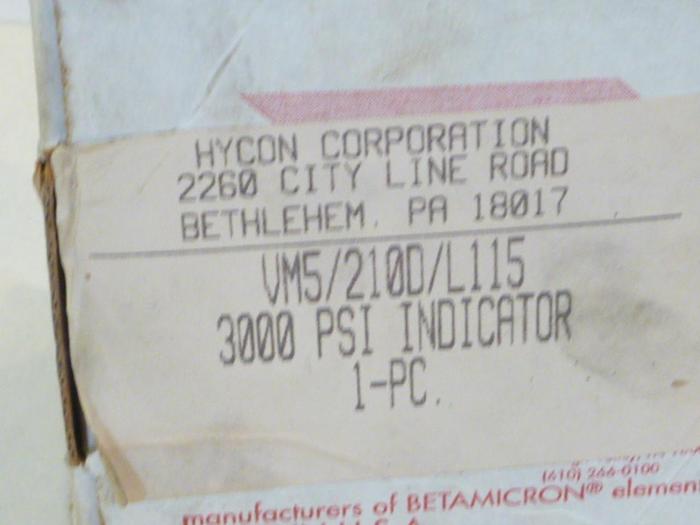 HYCON CORPORATION
2260 CITY LINE ROAD
BETHLEHEM, PA 18017
VM5/210D/L115
3000 PSI INDICATOR
1-PC.
(610) 266-0100
manufacturers of BETAMICRON® elemen